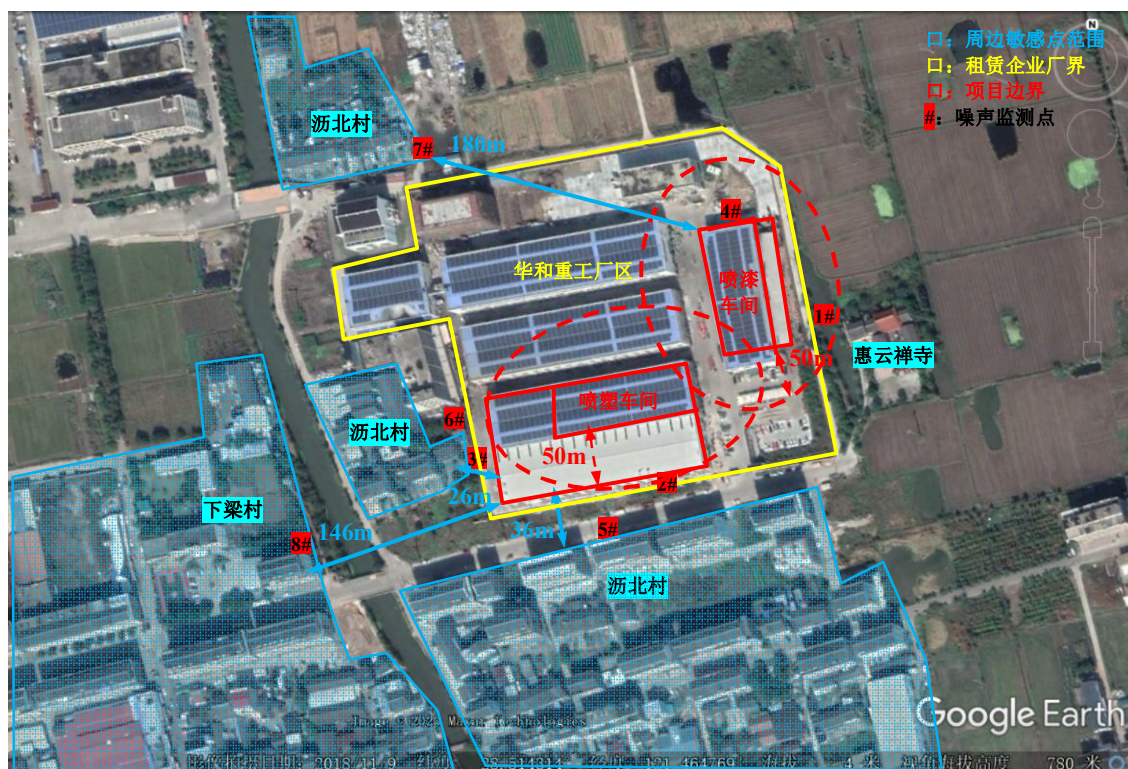 N
口：周边敏感点范围
口：租赁企业厂界
口：项目边界
#：噪声监测点
沥北村
7#
180m
4#
华和重工厂区
喷漆
车间
1#
惠云禅寺
50m
喷塑车间
沥北村
6#
3#
50m
2#
26m
下梁村
146m
36m
5#
8#
沥北村
Google Earth
2018/11/9
780 米